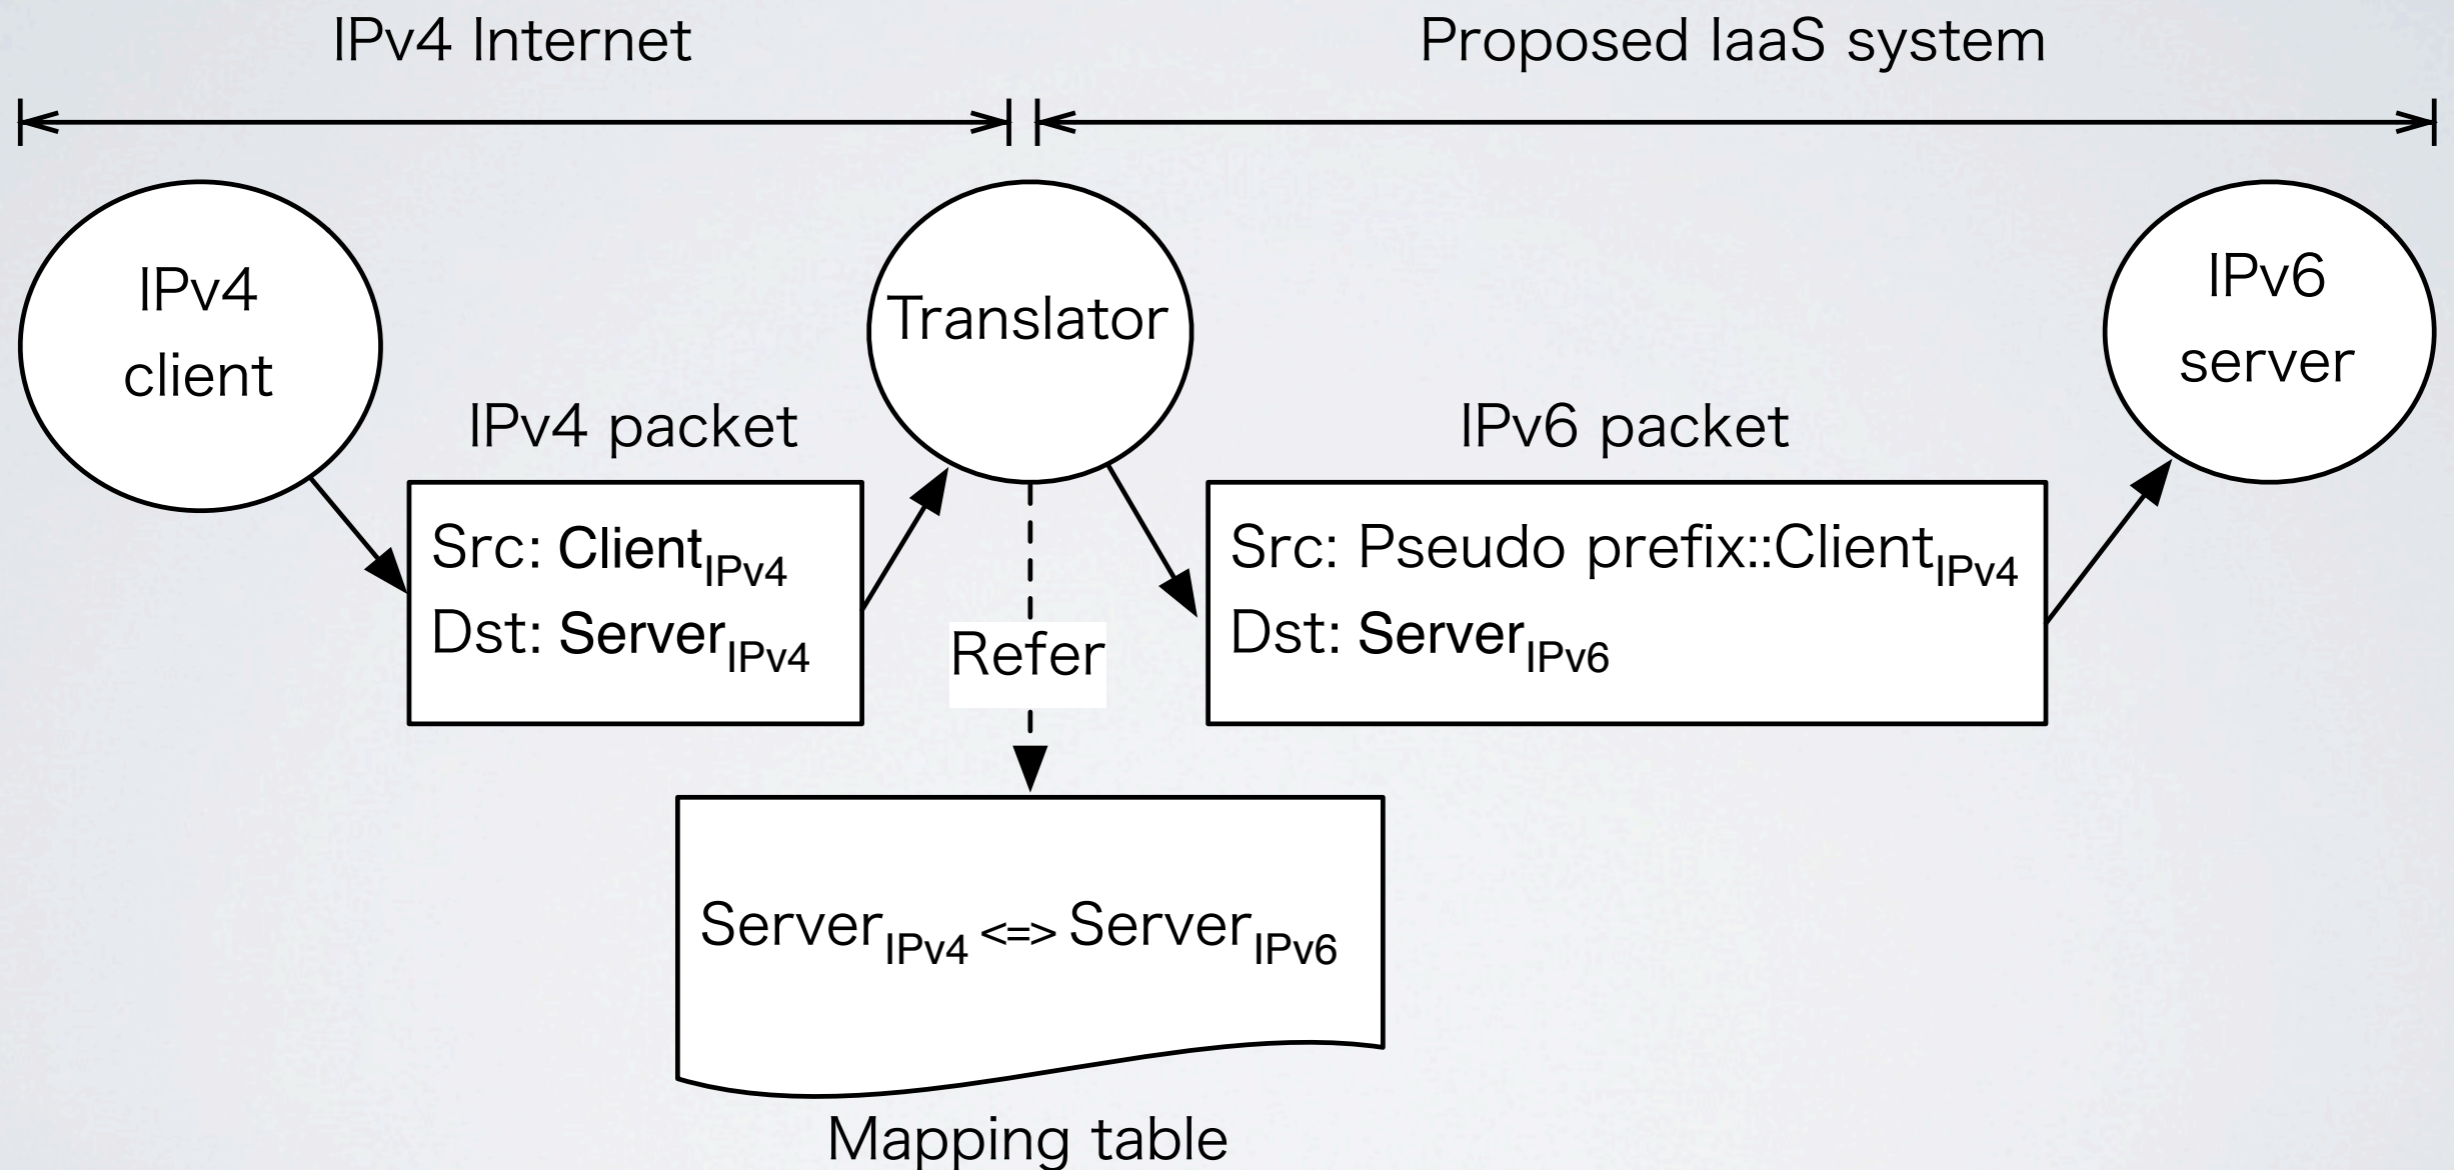 IPv4 Internet
Proposed IaaS system
IPv4
client
Translator
IPv6
server
IPv4 packet
Src: ClientIPv4
Dst: ServerIPv4
IPv6 packet
Src: Pseudo prefix::ClientIPv4
Dst: ServerIPv6
Refer
ServerIPv4 <=> ServerIPv6
Mapping table